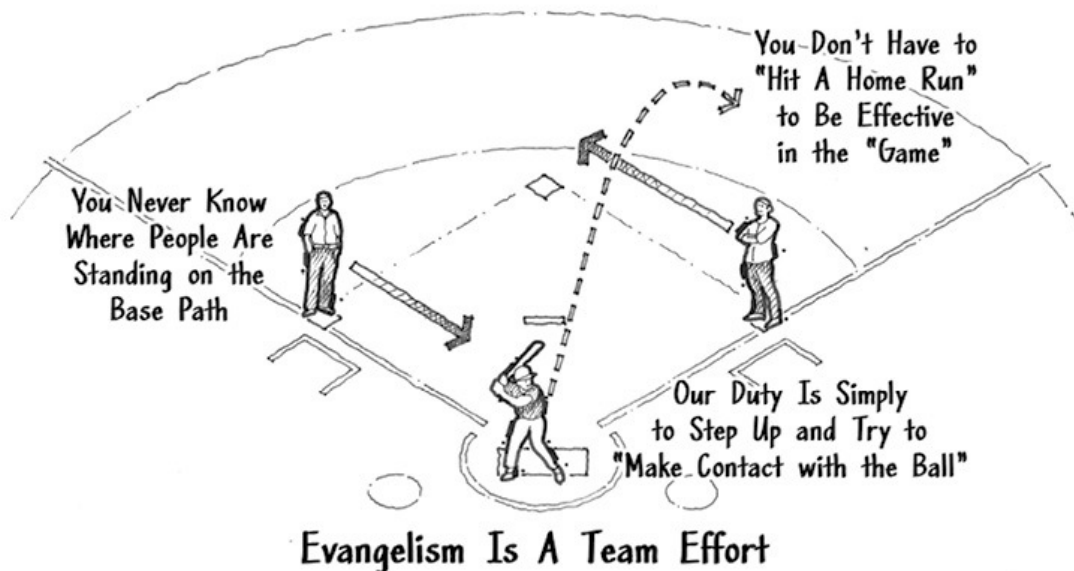 You Don't Have to
"Hit A Home Run"
to Be Effective
in the "Game"
You Never Know
Where People Are
Standing on the
Base Path
Our Duty Is Simply
to Step Up and Try to
"Make Contact with the Ball"
Evangelism Is A Team Effort